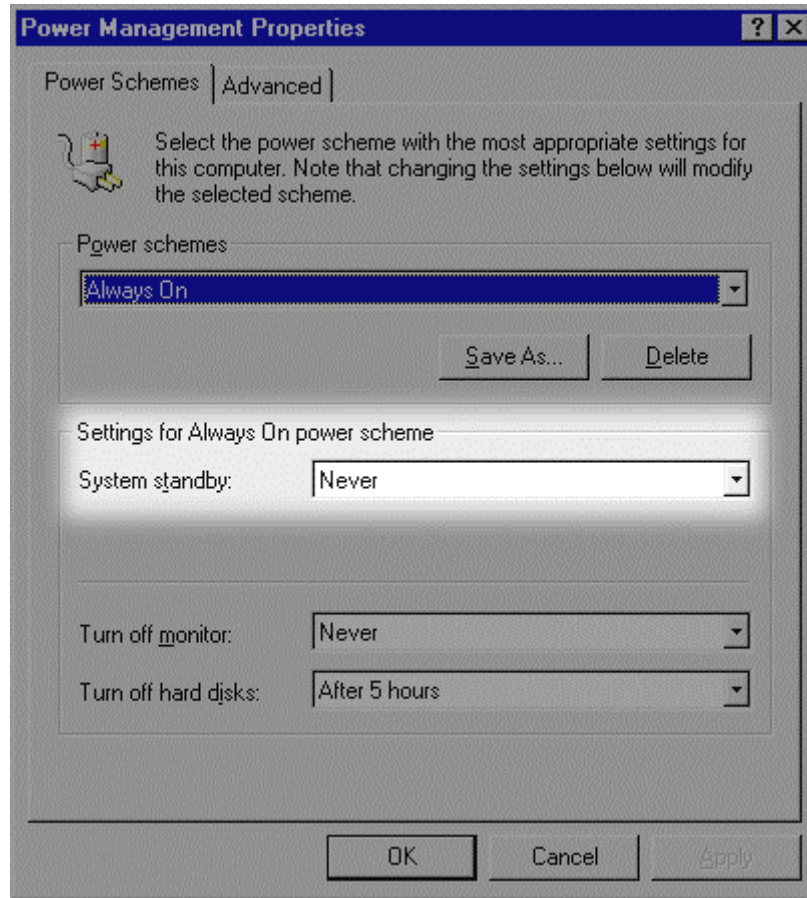 Power Management Properties
Power Schemes Advanced
Select the power scheme with the most appropriate settings for
this computer. Note that changing the settings below will modify
the selected scheme.
Power schemes
Always On
Save As... Delete
Settings for Always On power scheme
System standby: Never
Turn off monitor: Never
Turn off hard disks: After 5 hours
OK Cancel Apply